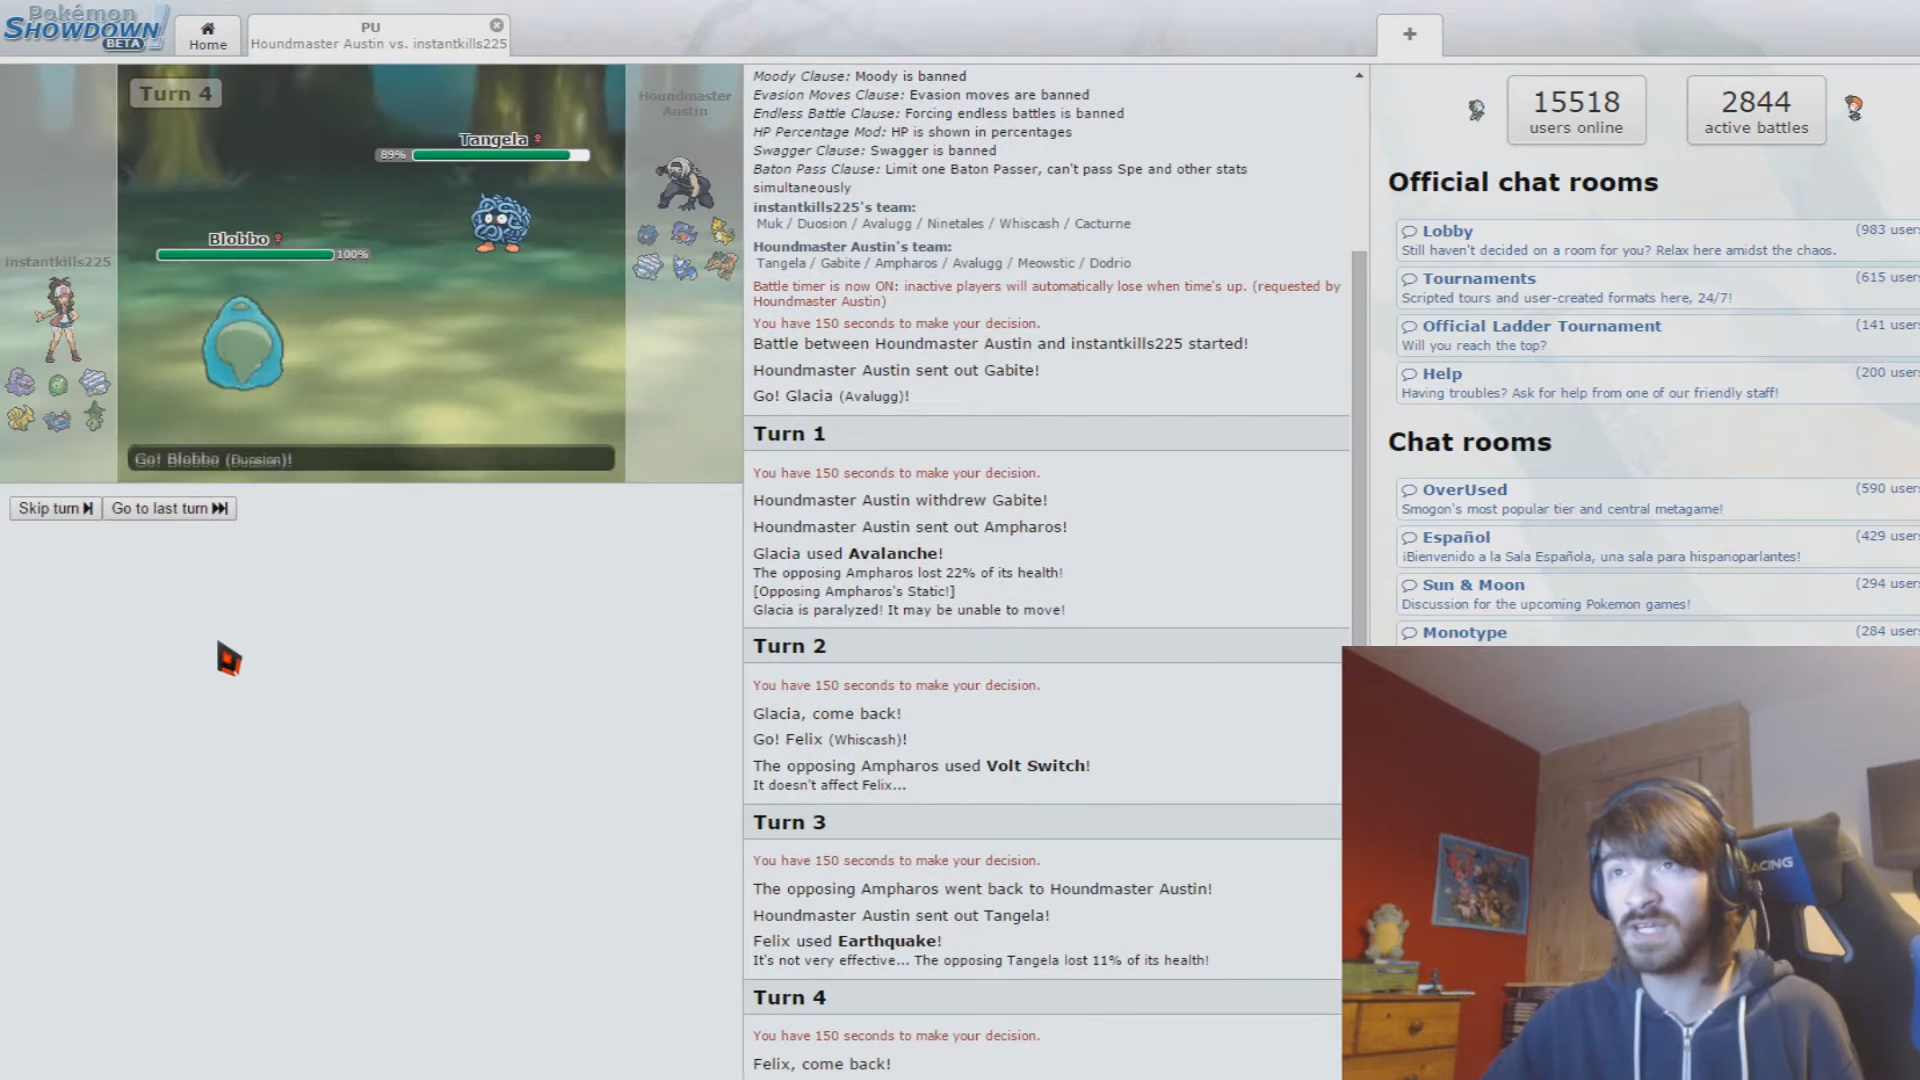 Pokémon
SHOWDOWN!
BETA
Home
PU
Houndmaster Austin vs. instantkills225
+
Turn 4
Tangela
89%
Blobbo
100%
instantkills225
Houndmaster
Austin
Go! Blobbo (Duosion)!
Skip turn
Go to last turn
Moody Clause: Moody is banned
Evasion Moves Clause: Evasion moves are banned
Endless Battle Clause: Forcing endless battles is banned
HP Percentage Mod: HP is shown in percentages
Swagger Clause: Swagger is banned
Baton Pass Clause: Limit one Baton Passer, can't pass Spe and other stats
simultaneously
instantkills225's team:
Muk / Duosion / Avalugg / Ninetales / Whiscash / Cacturne
Houndmaster Austin's team:
Tangela / Gabite / Ampharos / Avalugg / Meowstic / Dodrio
Battle timer is now ON: inactive players will automatically lose when time's up. (requested by
Houndmaster Austin)
You have 150 seconds to make your decision.
Battle between Houndmaster Austin and instantkills225 started!
Houndmaster Austin sent out Gabite!
Go! Glacia (Avalugg)!
Turn 1
You have 150 seconds to make your decision.
Houndmaster Austin withdrew Gabite!
Houndmaster Austin sent out Ampharos!
Glacia used Avalanche!
The opposing Ampharos lost 22% of its health!
[Opposing Ampharos's Static!]
Glacia is paralyzed! It may be unable to move!
Turn 2
You have 150 seconds to make your decision.
Glacia, come back!
Go! Felix (Whiscash)!
The opposing Ampharos used Volt Switch!
It doesn't affect Felix...
Turn 3
You have 150 seconds to make your decision.
The opposing Ampharos went back to Houndmaster Austin!
Houndmaster Austin sent out Tangela!
Felix used Earthquake!
It's not very effective... The opposing Tangela lost 11% of its health!
Turn 4
You have 150 seconds to make your decision.
Felix, come back!
15518
users online
2844
active battles
Official chat rooms
Lobby
(983 users
Still haven't decided on a room for you? Relax here amidst the chaos.
Tournaments
(615 users
Scripted tours and user-created formats here, 24/7!
Official Ladder Tournament
(141 users
Will you reach the top?
Help
(200 users
Having troubles? Ask for help from one of our friendly staff!
Chat rooms
OverUsed
(590 users
Smogon's most popular tier and central metagame!
Español
(429 users
¡Bienvenido a la Sala Española, una sala para hispanoparlantes!
Sun & Moon
(294 users
Discussion for the upcoming Pokemon games!
Monotype
(284 users
ACING